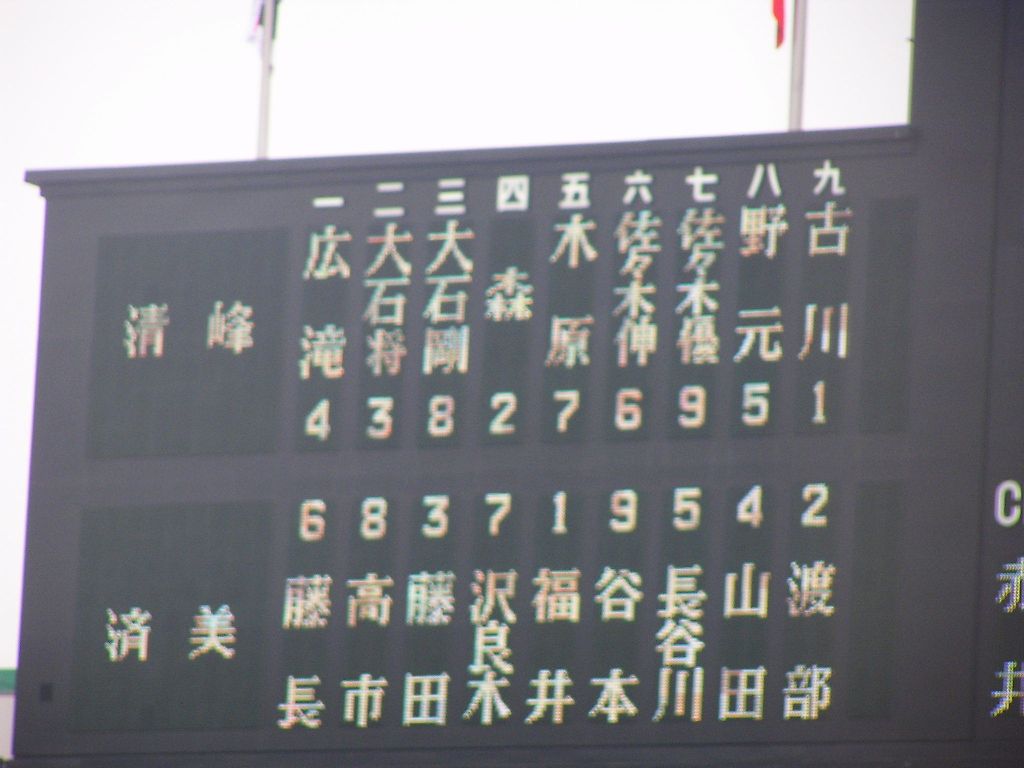 一 二 三 四 五 六 七 八 九
清峰
広滝 4
大石将 3
大石剛 8
森 2
木原 7
佐々木伸 6
佐々木優 9
野元 5
古川 1
済美
6 藤長
8 高市
3 藤田
7 沢良木
1 福井
9 谷本
5 長谷川
4 山田
2 渡部
C
赤
井